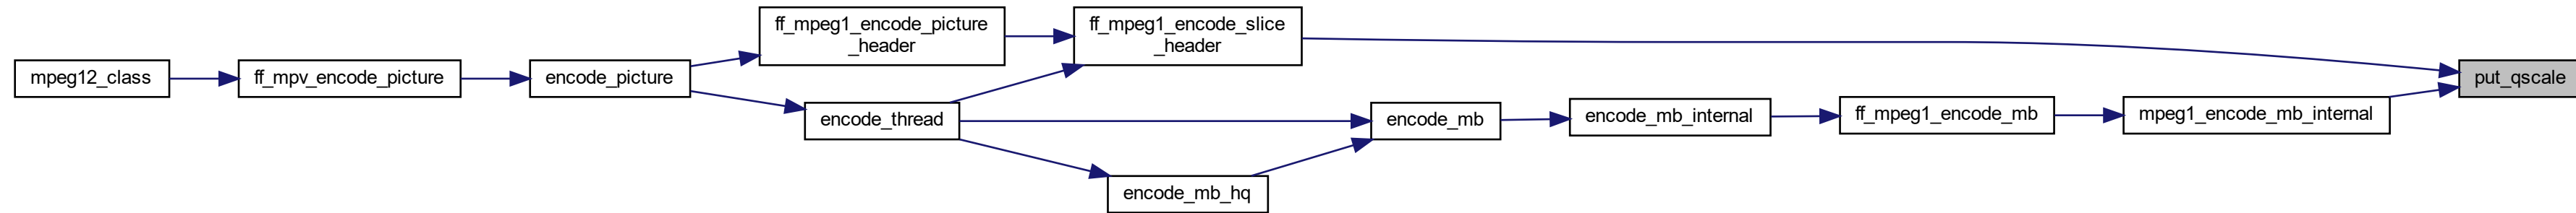 mpeg12_class
ff_mpv_encode_picture
encode_picture
ff_mpeg1_encode_picture
_header
encode_thread
ff_mpeg1_encode_slice
_header
encode_mb_hq
encode_mb
encode_mb_internal
ff_mpeg1_encode_mb
mpeg1_encode_mb_internal
put_qscale